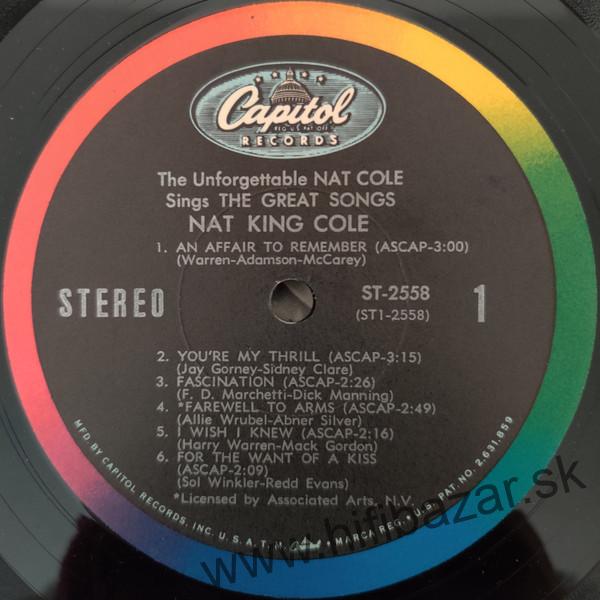 Capitol
REG. U.S. PAT. OFF.
RECORDS
The Unforgettable NAT COLE
Sings THE GREAT SONGS
NAT KING COLE
1. AN AFFAIR TO REMEMBER (ASCAP-3:00)
(Warren-Adamson-McCarey)
STEREO
ST-2558
(ST1-2558)
1
2. YOU'RE MY THRILL (ASCAP-3:15)
(Jay Gorney-Sidney Clare)
3. FASCINATION (ASCAP-2:26)
(F. D. Marchetti-Dick Manning)
4. *FAREWELL TO ARMS (ASCAP-2:49)
(Allie Wrubel-Abner Silver)
5. I WISH I KNEW (ASCAP-2:16)
(Harry Warren-Mack Gordon)
6. FOR THE WANT OF A KISS
(ASCAP-2:09)
(Sol Winkler-Redd Evans)
*Licensed by Associated Arts, N.V.
MFD. BY CAPITOL RECORDS, INC. U.S.A. T.M. MARCA REG. • U.S. PAT. NO. 2,631,859
www.hifibazar.sk